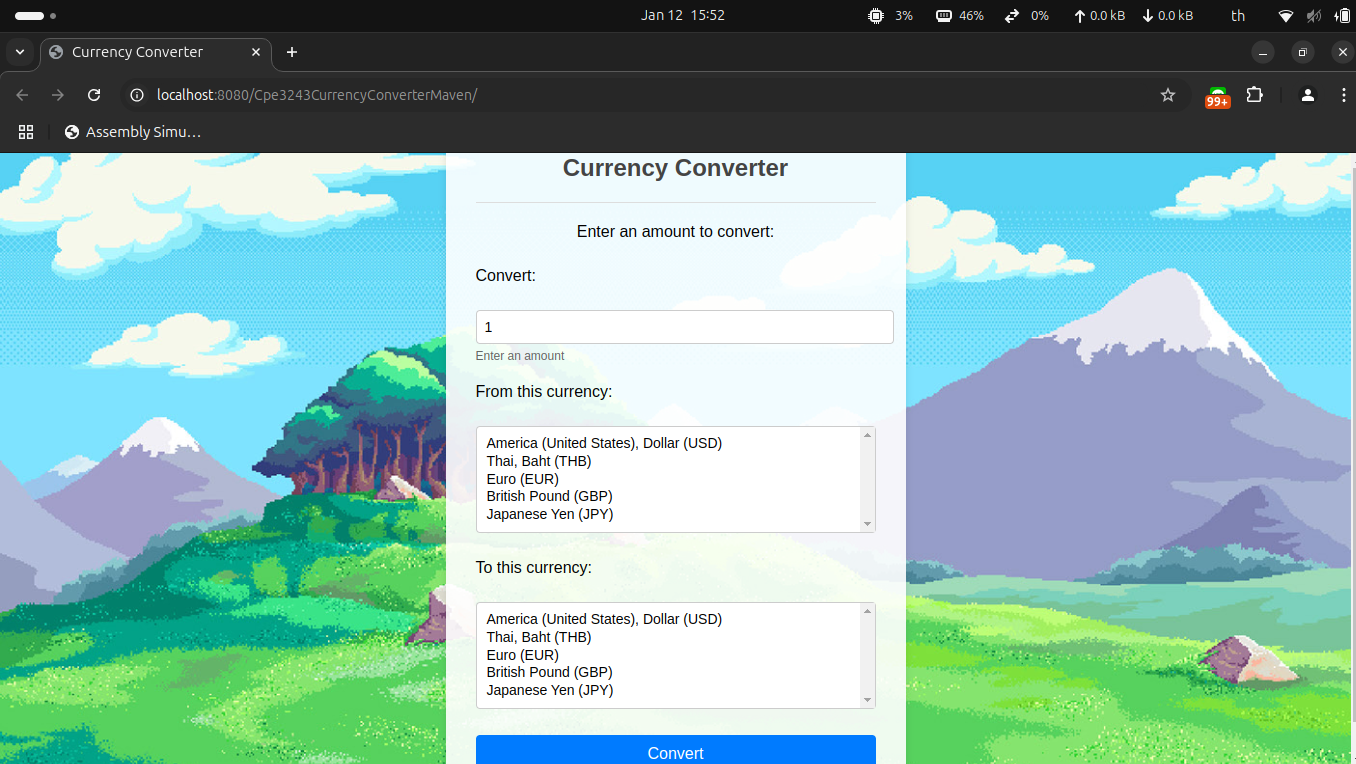 Jan 12 15:52
3%
46%
0%
0.0 kB
0.0 kB
th
Currency Converter
localhost:8080/Cpe3243CurrencyConverterMaven/
99+
Assembly Simu…
Currency Converter
Enter an amount to convert:
Convert:
1
Enter an amount
From this currency:
America (United States), Dollar (USD)
Thai, Baht (THB)
Euro (EUR)
British Pound (GBP)
Japanese Yen (JPY)
To this currency:
America (United States), Dollar (USD)
Thai, Baht (THB)
Euro (EUR)
British Pound (GBP)
Japanese Yen (JPY)
Convert